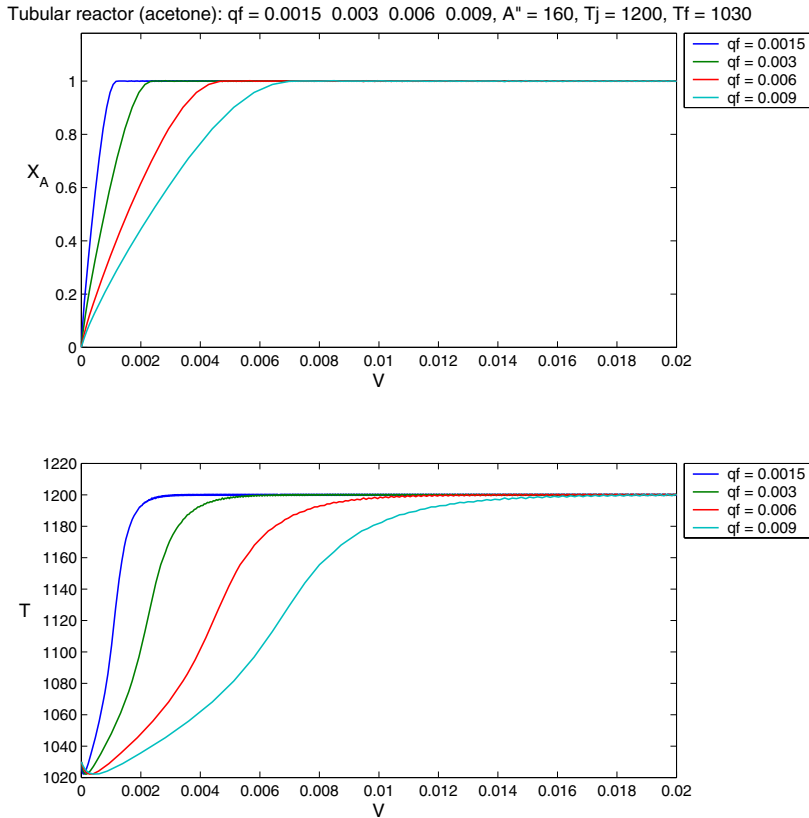 Tubular reactor (acetone): qf = 0.0015 0.003 0.006 0.009, A" = 160, Tj = 1200, Tf = 1030
qf = 0.0015
qf = 0.003
qf = 0.006
qf = 0.009
1
0.8
X_A
0.6
0.4
0.2
0
0 0.002 0.004 0.006 0.008 0.01 0.012 0.014 0.016 0.018 0.02
V
qf = 0.0015
qf = 0.003
qf = 0.006
qf = 0.009
1220
1200
1180
1160
1140
T
1120
1100
1080
1060
1040
1020
0 0.002 0.004 0.006 0.008 0.01 0.012 0.014 0.016 0.018 0.02
V